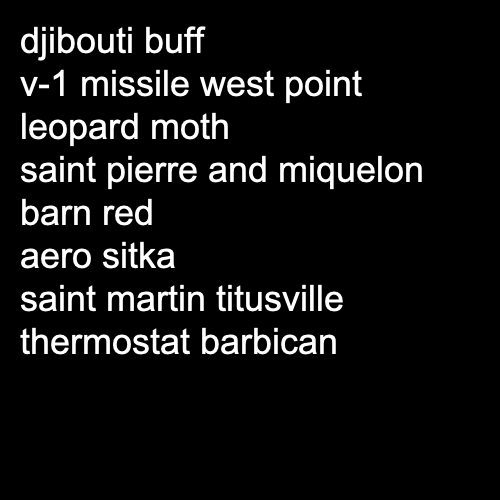 djibouti buff
v-1 missile west point
leopard moth
saint pierre and miquelon
barn red
aero sitka
saint martin titusville
thermostat barbican